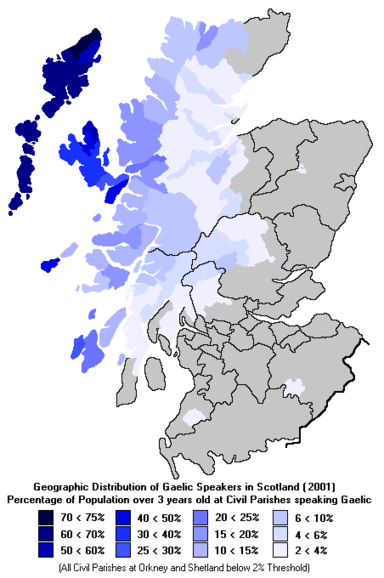 Geographic Distribution of Gaelic Speakers in Scotland (2001)
Percentage of Population over 3 years old at Civil Parishes speaking Gaelic
70 < 75% 40 < 50% 20 < 25% 6 < 10%
60 < 70% 30 < 40% 15 < 20% 4 < 6%
50 < 60% 25 < 30% 10 < 15% 2 < 4%
(All Civil Parishes at Orkney and Shetland below 2% Threshold)